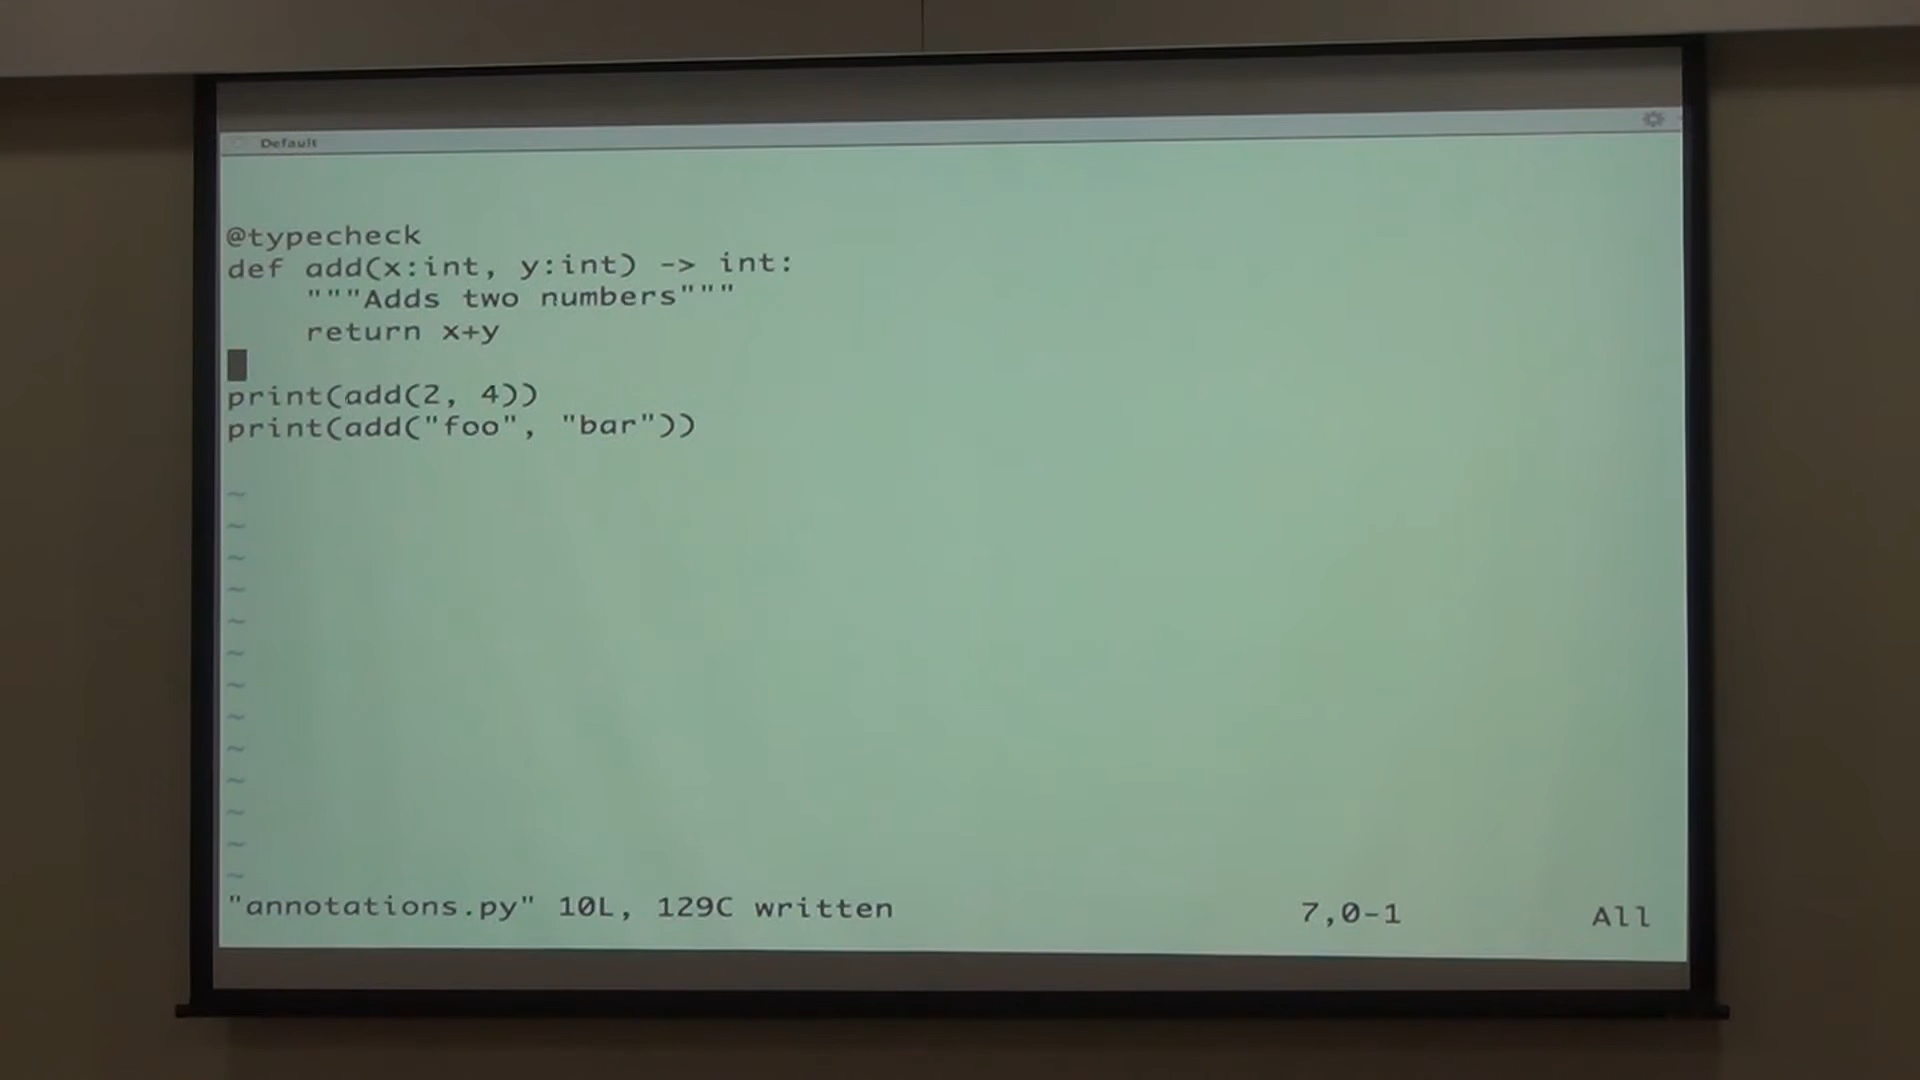 Default
@typecheck
def add(x:int, y:int) -> int:
    """Adds two numbers"""
    return x+y
print(add(2, 4))
print(add("foo", "bar"))
~
~
~
~
~
~
~
~
~
~
~
~
~
"annotations.py" 10L, 129C written 7,0-1 All